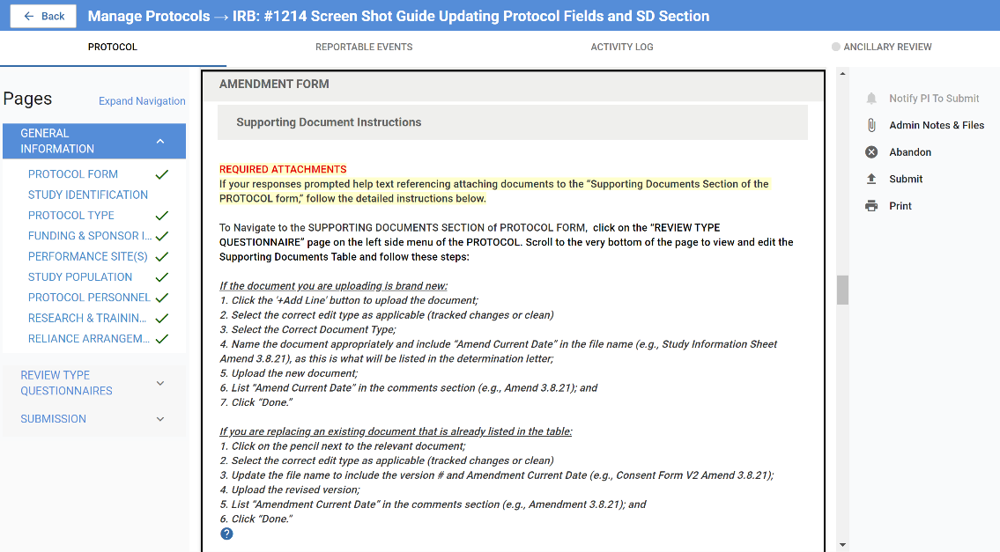 Back
Manage Protocols → IRB: #1214 Screen Shot Guide Updating Protocol Fields and SD Section
PROTOCOL
REPORTABLE EVENTS
ACTIVITY LOG
ANCILLARY REVIEW
Pages
Expand Navigation
GENERAL
INFORMATION
PROTOCOL FORM
STUDY IDENTIFICATION
PROTOCOL TYPE
FUNDING & SPONSOR I...
PERFORMANCE SITE(S)
STUDY POPULATION
PROTOCOL PERSONNEL
RESEARCH & TRAININ...
RELIANCE ARRANGEM...
REVIEW TYPE
QUESTIONNAIRES
SUBMISSION
AMENDMENT FORM
Supporting Document Instructions
REQUIRED ATTACHMENTS
If your responses prompted help text referencing attaching documents to the “Supporting Documents Section of the
PROTOCOL form,” follow the detailed instructions below.
To Navigate to the SUPPORTING DOCUMENTS SECTION of PROTOCOL FORM, click on the “REVIEW TYPE
QUESTIONNAIRE” page on the left side menu of the PROTOCOL. Scroll to the very bottom of the page to view and edit the
Supporting Documents Table and follow these steps:
If the document you are uploading is brand new:
1. Click the '+Add Line' button to upload the document;
2. Select the correct edit type as applicable (tracked changes or clean)
3. Select the Correct Document Type;
4. Name the document appropriately and include “Amend Current Date” in the file name (e.g., Study Information Sheet
Amend 3.8.21), as this is what will be listed in the determination letter;
5. Upload the new document;
6. List “Amend Current Date” in the comments section (e.g., Amend 3.8.21); and
7. Click “Done.”
If you are replacing an existing document that is already listed in the table:
1. Click on the pencil next to the relevant document;
2. Select the correct edit type as applicable (tracked changes or clean)
3. Update the file name to include the version # and Amendment Current Date (e.g., Consent Form V2 Amend 3.8.21);
4. Upload the revised version;
5. List “Amendment Current Date” in the comments section (e.g., Amendment 3.8.21); and
6. Click “Done.”
?
Notify PI To Submit
Admin Notes & Files
Abandon
Submit
Print